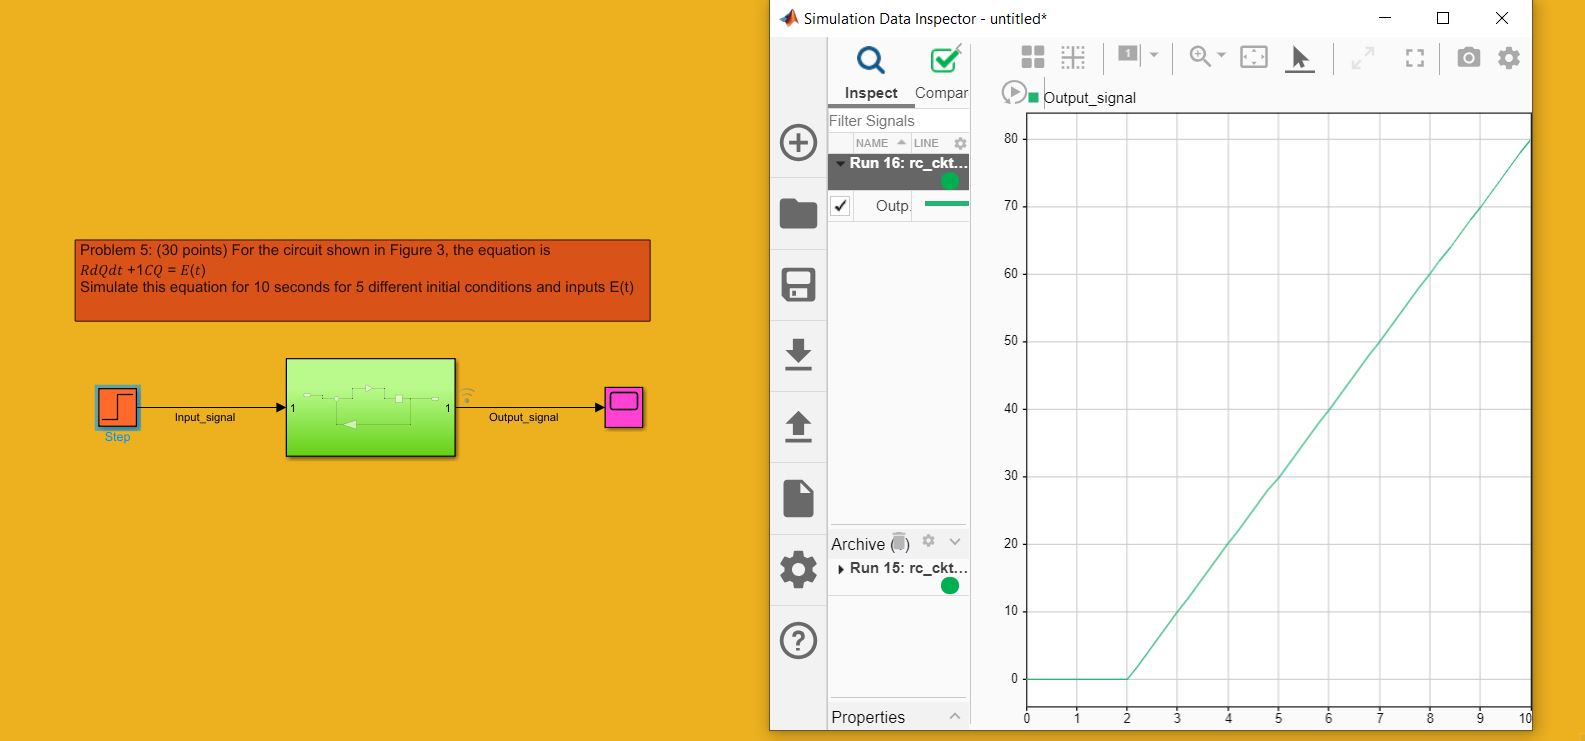 Problem 5: (30 points) For the circuit shown in Figure 3, the equation is
RdQdt +1CQ = E(t)
Simulate this equation for 10 seconds for 5 different initial conditions and inputs E(t)
Step
Input_signal
1
1
Output_signal
Simulation Data Inspector - untitled*
1
Inspect
Compar
Filter Signals
NAME
LINE
Run 16: rc_ckt...
Outp.
Archive ( )
Run 15: rc_ckt...
Properties
Output_signal
80
70
60
50
40
30
20
10
0
0 1 2 3 4 5 6 7 8 9 10